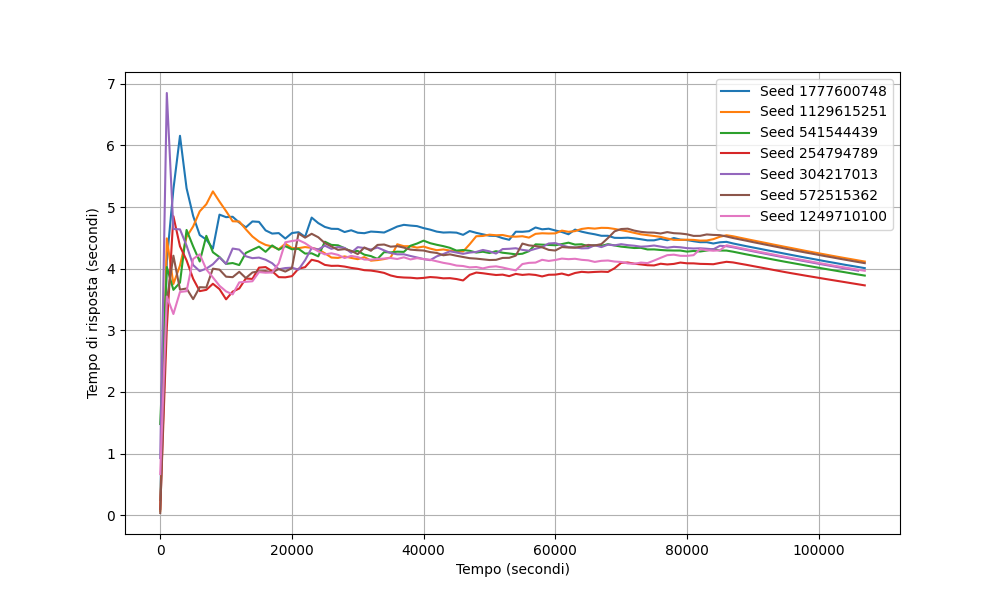 7
6
5
4
3
2
1
0
Tempo di risposta (secondi)
Seed 1777600748
Seed 1129615251
Seed 541544439
Seed 254794789
Seed 304217013
Seed 572515362
Seed 1249710100
0 20000 40000 60000 80000 100000
Tempo (secondi)